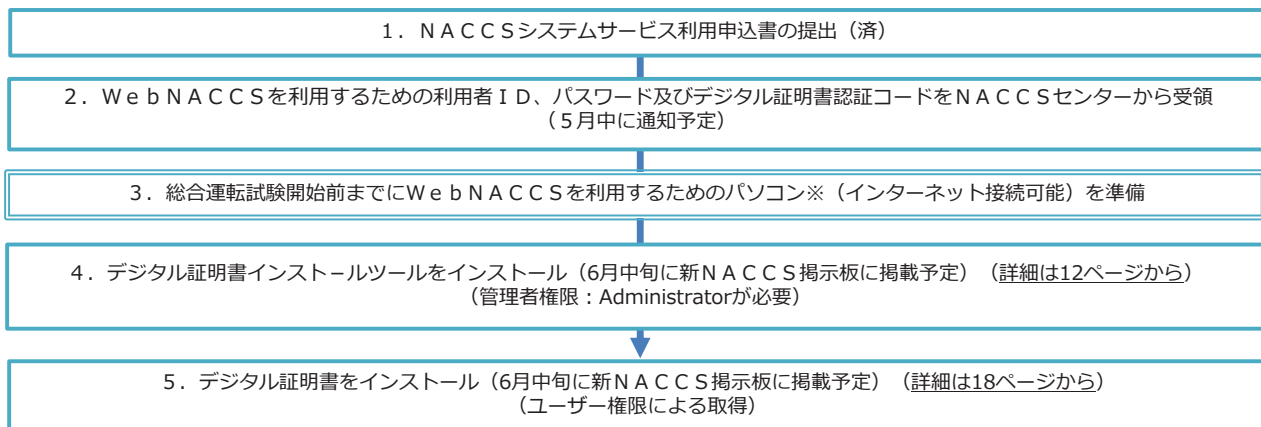 １．ＮＡＣＣＳシステムサービス利用申込書の提出（済）
２．ＷｅｂＮＡＣＣＳを利用するための利用者ＩＤ、パスワード及びデジタル証明書認証コードをＮＡＣＣＳセンターから受領
（５月中に通知予定）
３．総合運転試験開始前までにＷｅｂＮＡＣＣＳを利用するためのパソコン※（インターネット接続可能）を準備
４．デジタル証明書インスト－ルツールをインストール（6月中旬に新ＮＡＣＣＳ掲示板に掲載予定）（詳細は12ページから）
（管理者権限：Administratorが必要）
５．デジタル証明書をインストール（6月中旬に新ＮＡＣＣＳ掲示板に掲載予定）（詳細は18ページから）
（ユーザー権限による取得）